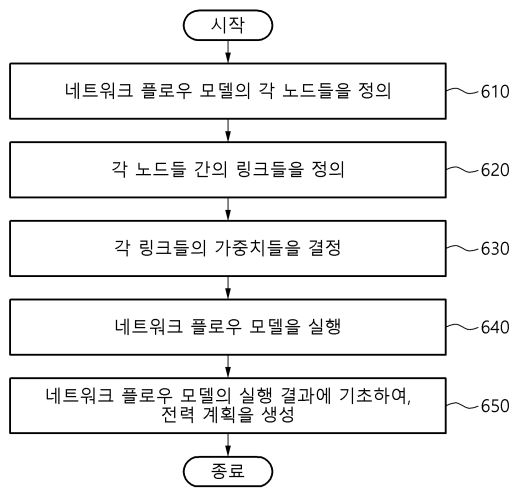 시작
네트워크 플로우 모델의 각 노드들을 정의
610
각 노드들 간의 링크들을 정의
620
각 링크들의 가중치들을 결정
630
네트워크 플로우 모델을 실행
640
네트워크 플로우 모델의 실행 결과에 기초하여,
전력 계획을 생성
650
종료